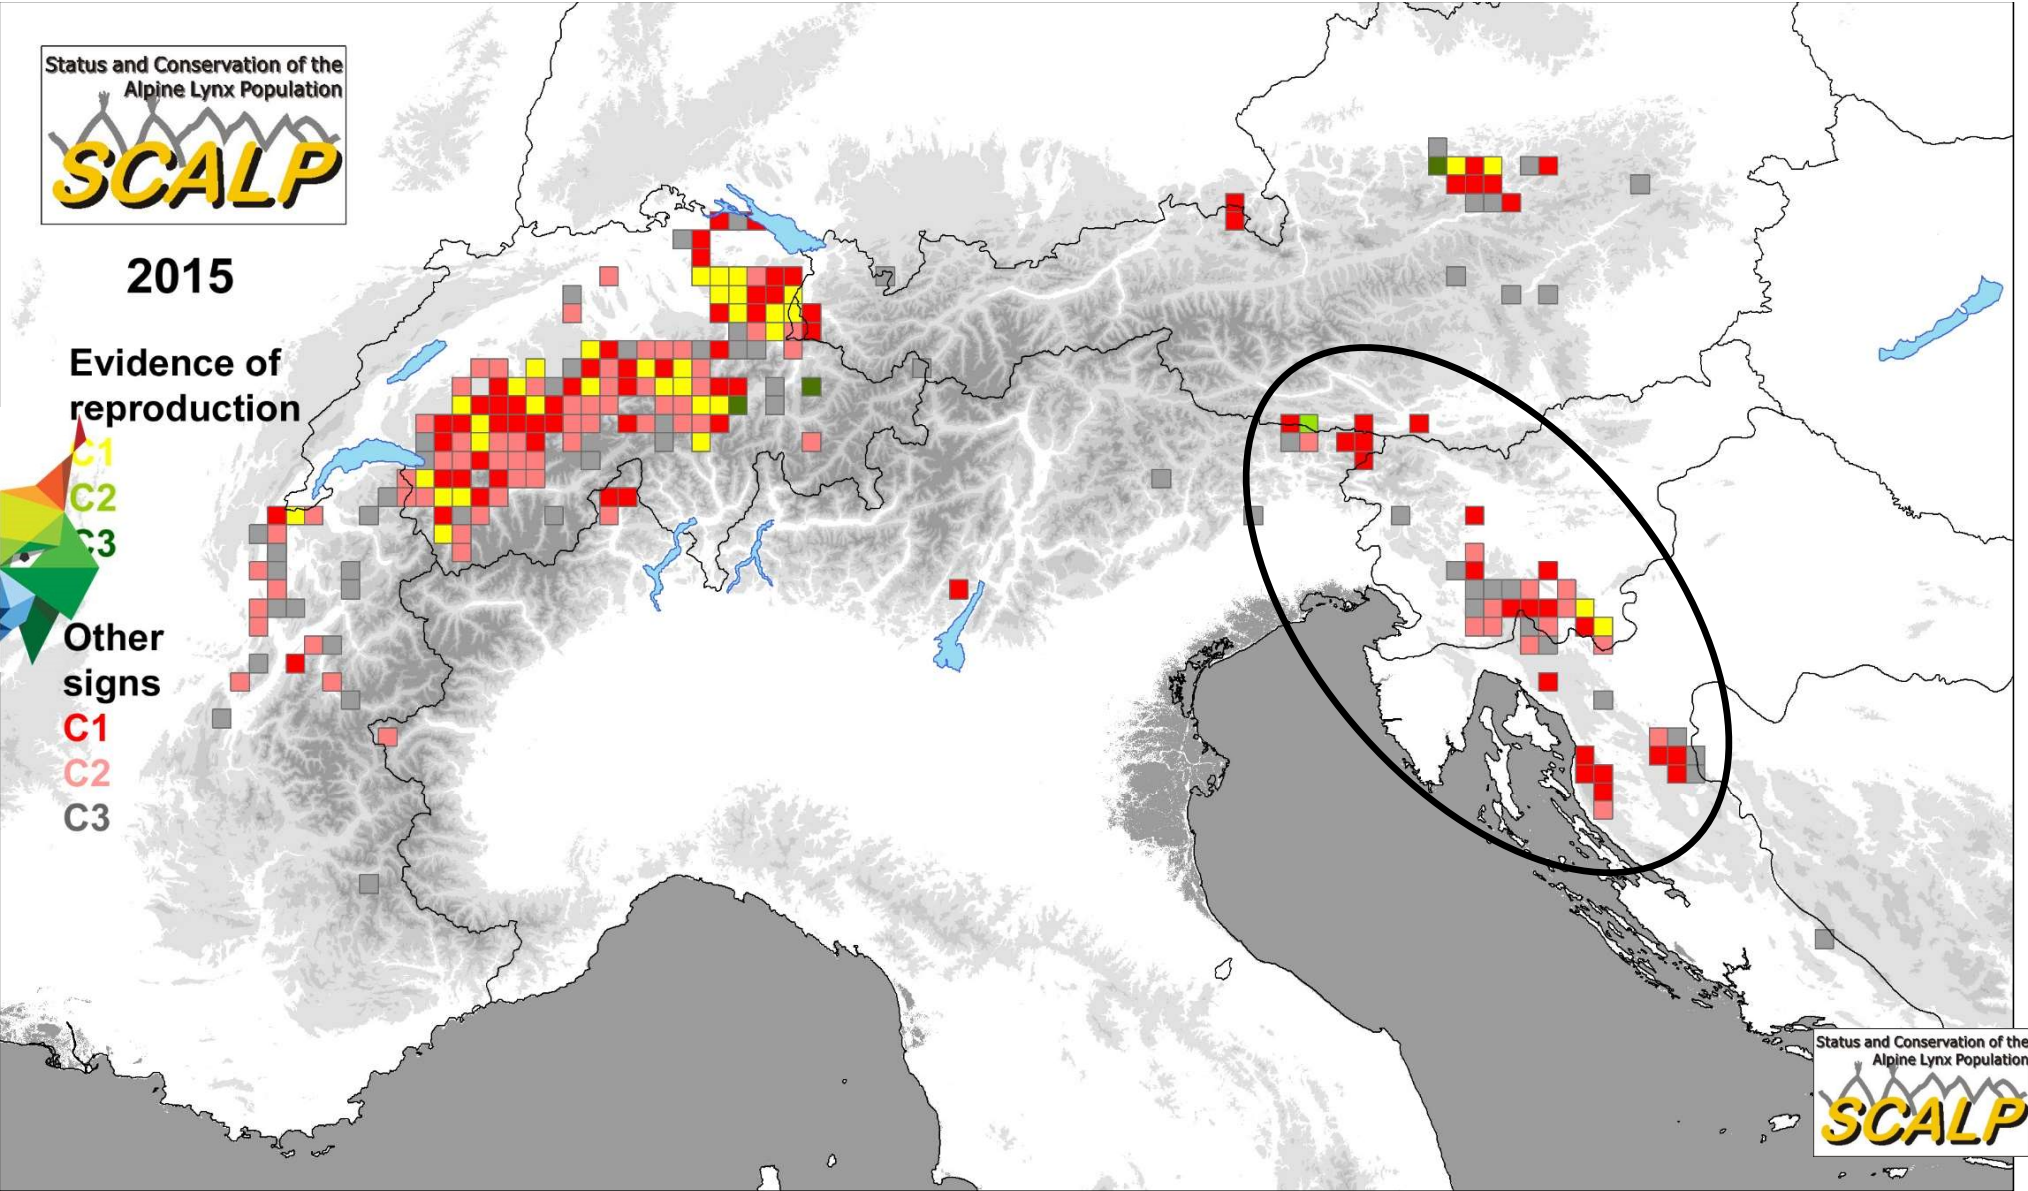 Status and Conservation of the
Alpine Lynx Population
SCALP
2015
Evidence of
reproduction
C1
C2
C3
Other
signs
C1
C2
C3
Status and Conservation of the
Alpine Lynx Population
SCALP